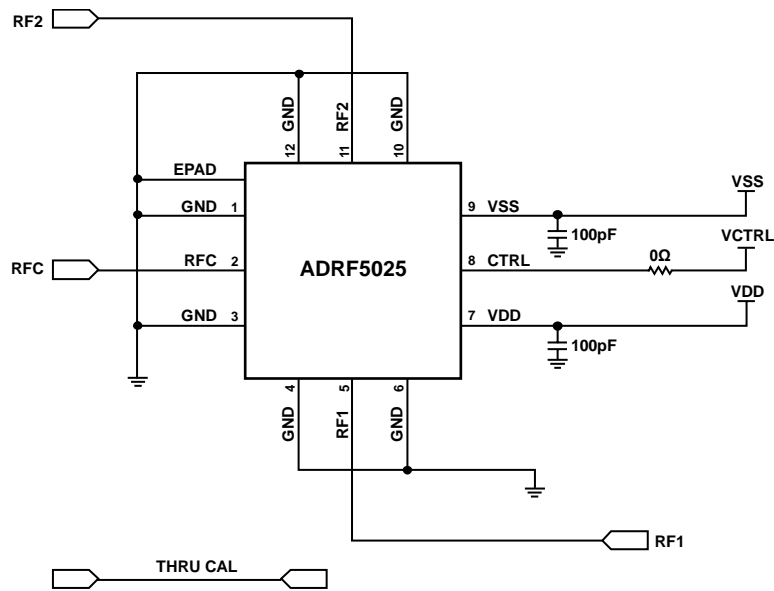 RF2
GND
RF2
GND
12
11
10
EPAD
GND 1
RFC
RFC 2
GND 3
ADRF5025
9 VSS
VSS
100pF
8 CTRL
0Ω
VCTRL
7 VDD
VDD
100pF
4
5
6
GND
RF1
GND
RF1
THRU CAL